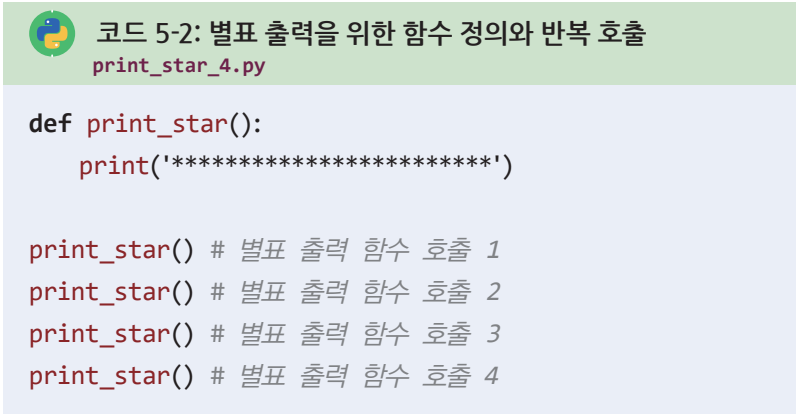 코드 5-2: 별표 출력을 위한 함수 정의와 반복 호출
print_star_4.py
def print_star():
    print('************************')
print_star() # 별표 출력 함수 호출 1
print_star() # 별표 출력 함수 호출 2
print_star() # 별표 출력 함수 호출 3
print_star() # 별표 출력 함수 호출 4